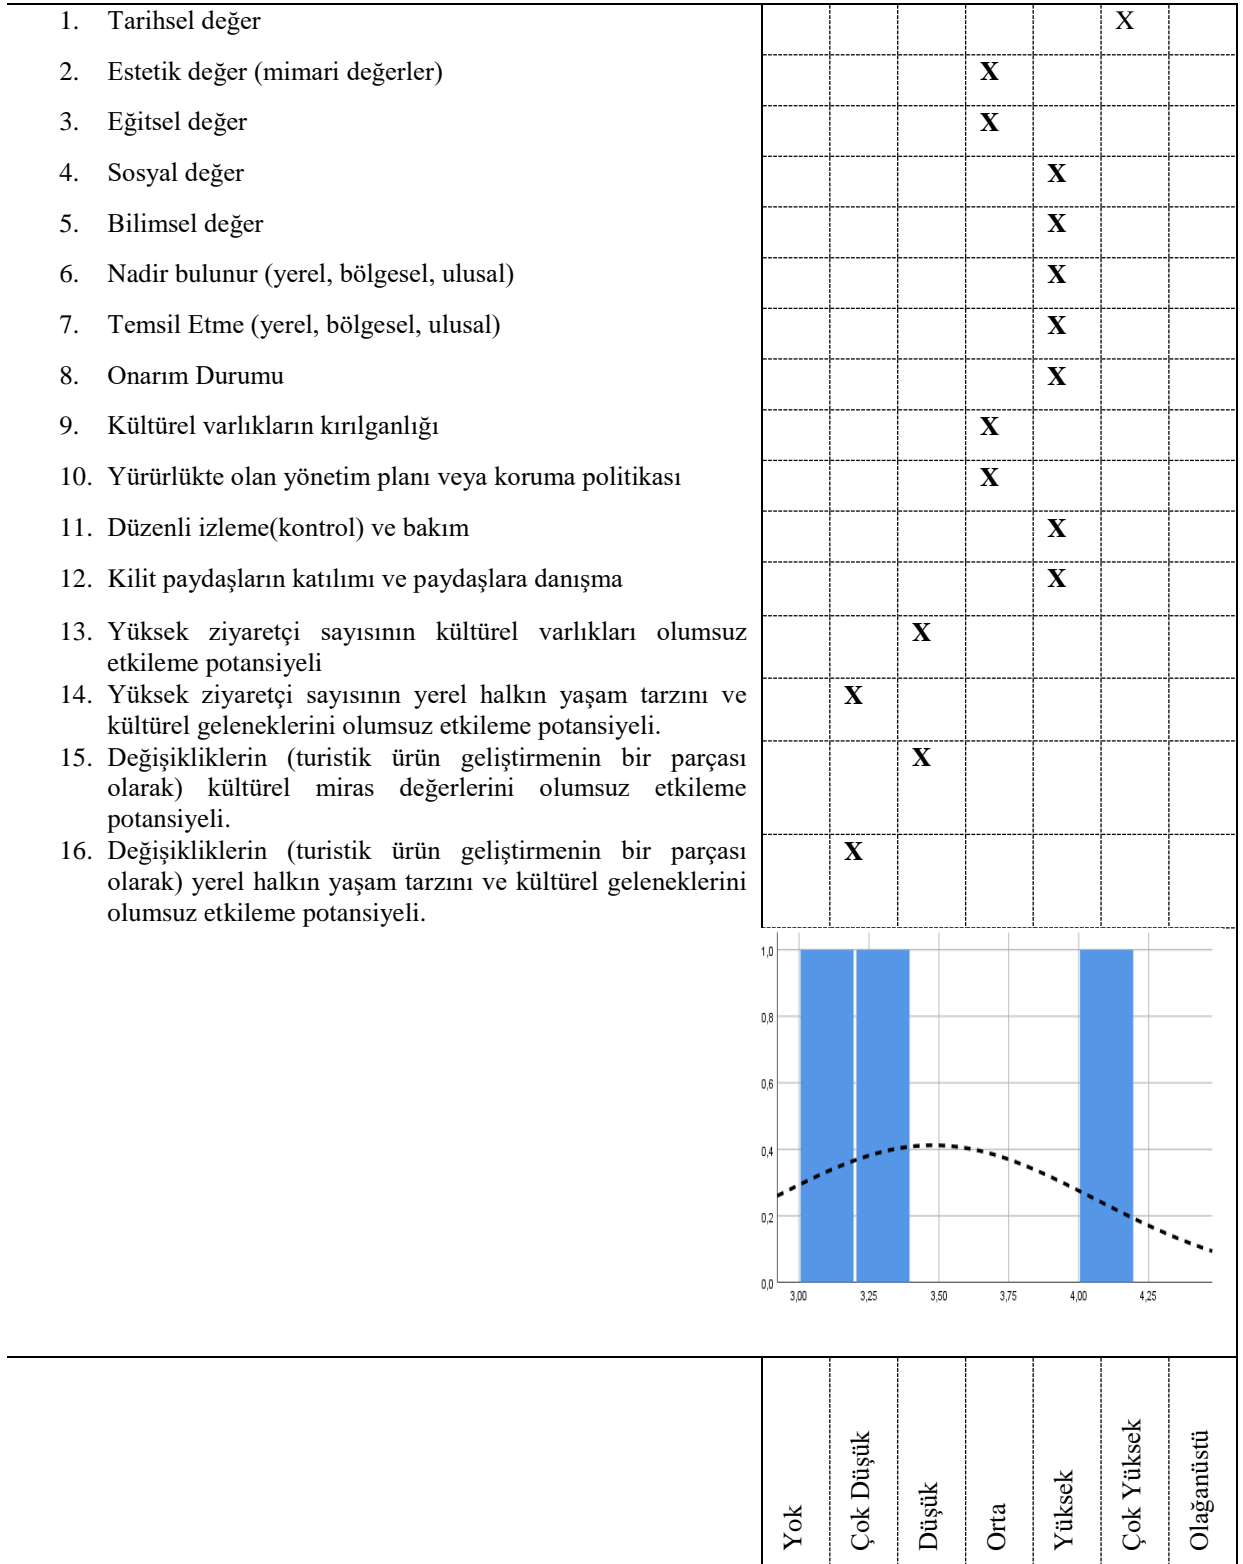 1. Tarihsel değer X
2. Estetik değer (mimari değerler) X
3. Eğitsel değer X
4. Sosyal değer X
5. Bilimsel değer X
6. Nadir bulunur (yerel, bölgesel, ulusal) X
7. Temsil Etme (yerel, bölgesel, ulusal) X
8. Onarım Durumu X
9. Kültürel varlıkların kırılganlığı X
10. Yürürlükte olan yönetim planı veya koruma politikası X
11. Düzenli izleme(kontrol) ve bakım X
12. Kilit paydaşların katılımı ve paydaşlara danışma X
13. Yüksek ziyaretçi sayısının kültürel varlıkları olumsuz X
etkileme potansiyeli
14. Yüksek ziyaretçi sayısının yerel halkın yaşam tarzını ve X
kültürel geleneklerini olumsuz etkileme potansiyeli.
15. Değişikliklerin (turistik ürün geliştirmenin bir parçası X
olarak) kültürel miras değerlerini olumsuz etkileme
potansiyeli.
16. Değişikliklerin (turistik ürün geliştirmenin bir parçası X
olarak) yerel halkın yaşam tarzını ve kültürel geleneklerini
olumsuz etkileme potansiyeli.
1,0
0,8
0,6
0,4
0,2
0,0
3,00 3,25 3,50 3,75 4,00 4,25
Yok
Çok Düşük
Düşük
Orta
Yüksek
Çok Yüksek
Olağanüstü